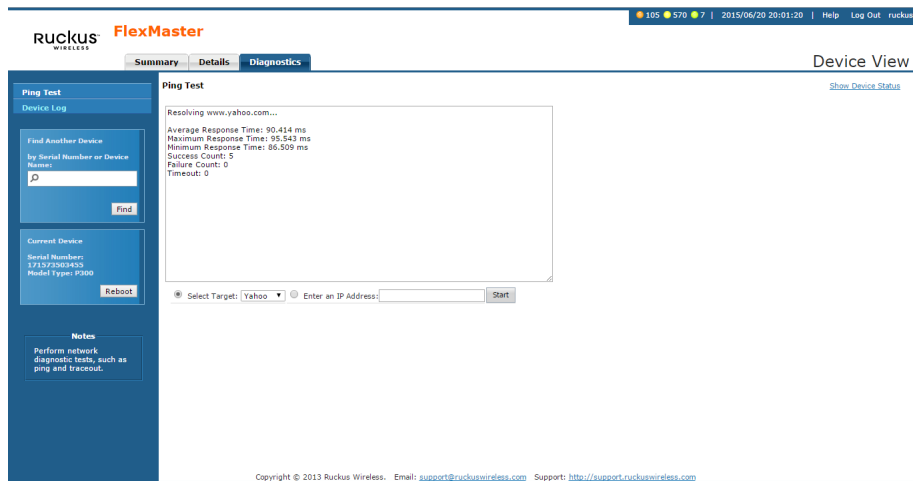 105 570 7 | 2015/06/20 20:01:20 | Help Log Out ruckus
RUCKUS
WIRELESS
FlexMaster
Summary Details Diagnostics
Device View
Ping Test
Device Log
Find Another Device
by Serial Number or Device
Name:
Find
Current Device
Serial Number:
171573503455
Model Type: P300
Reboot
Notes
Perform network
diagnostic tests, such as
ping and traceout.
Ping Test
Show Device Status
Resolving www.yahoo.com...
Average Response Time: 90.414 ms
Maximum Response Time: 95.543 ms
Minimum Response Time: 86.509 ms
Success Count: 5
Failure Count: 0
Timeout: 0
Select Target: Yahoo Enter an IP Address: Start
Copyright © 2013 Ruckus Wireless. Email: support@ruckuswireless.com Support: http://support.ruckuswireless.com